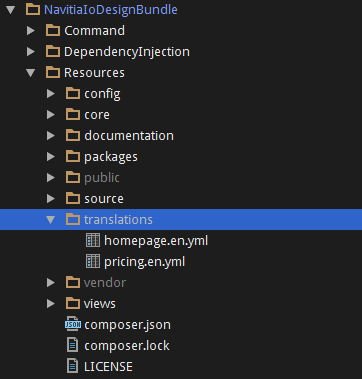 NavitiaIoDesignBundle
Command
DependencyInjection
Resources
config
core
documentation
packages
public
source
translations
homepage.en.yml
pricing.en.yml
vendor
views
JSON composer.json
composer.lock
LICENSE